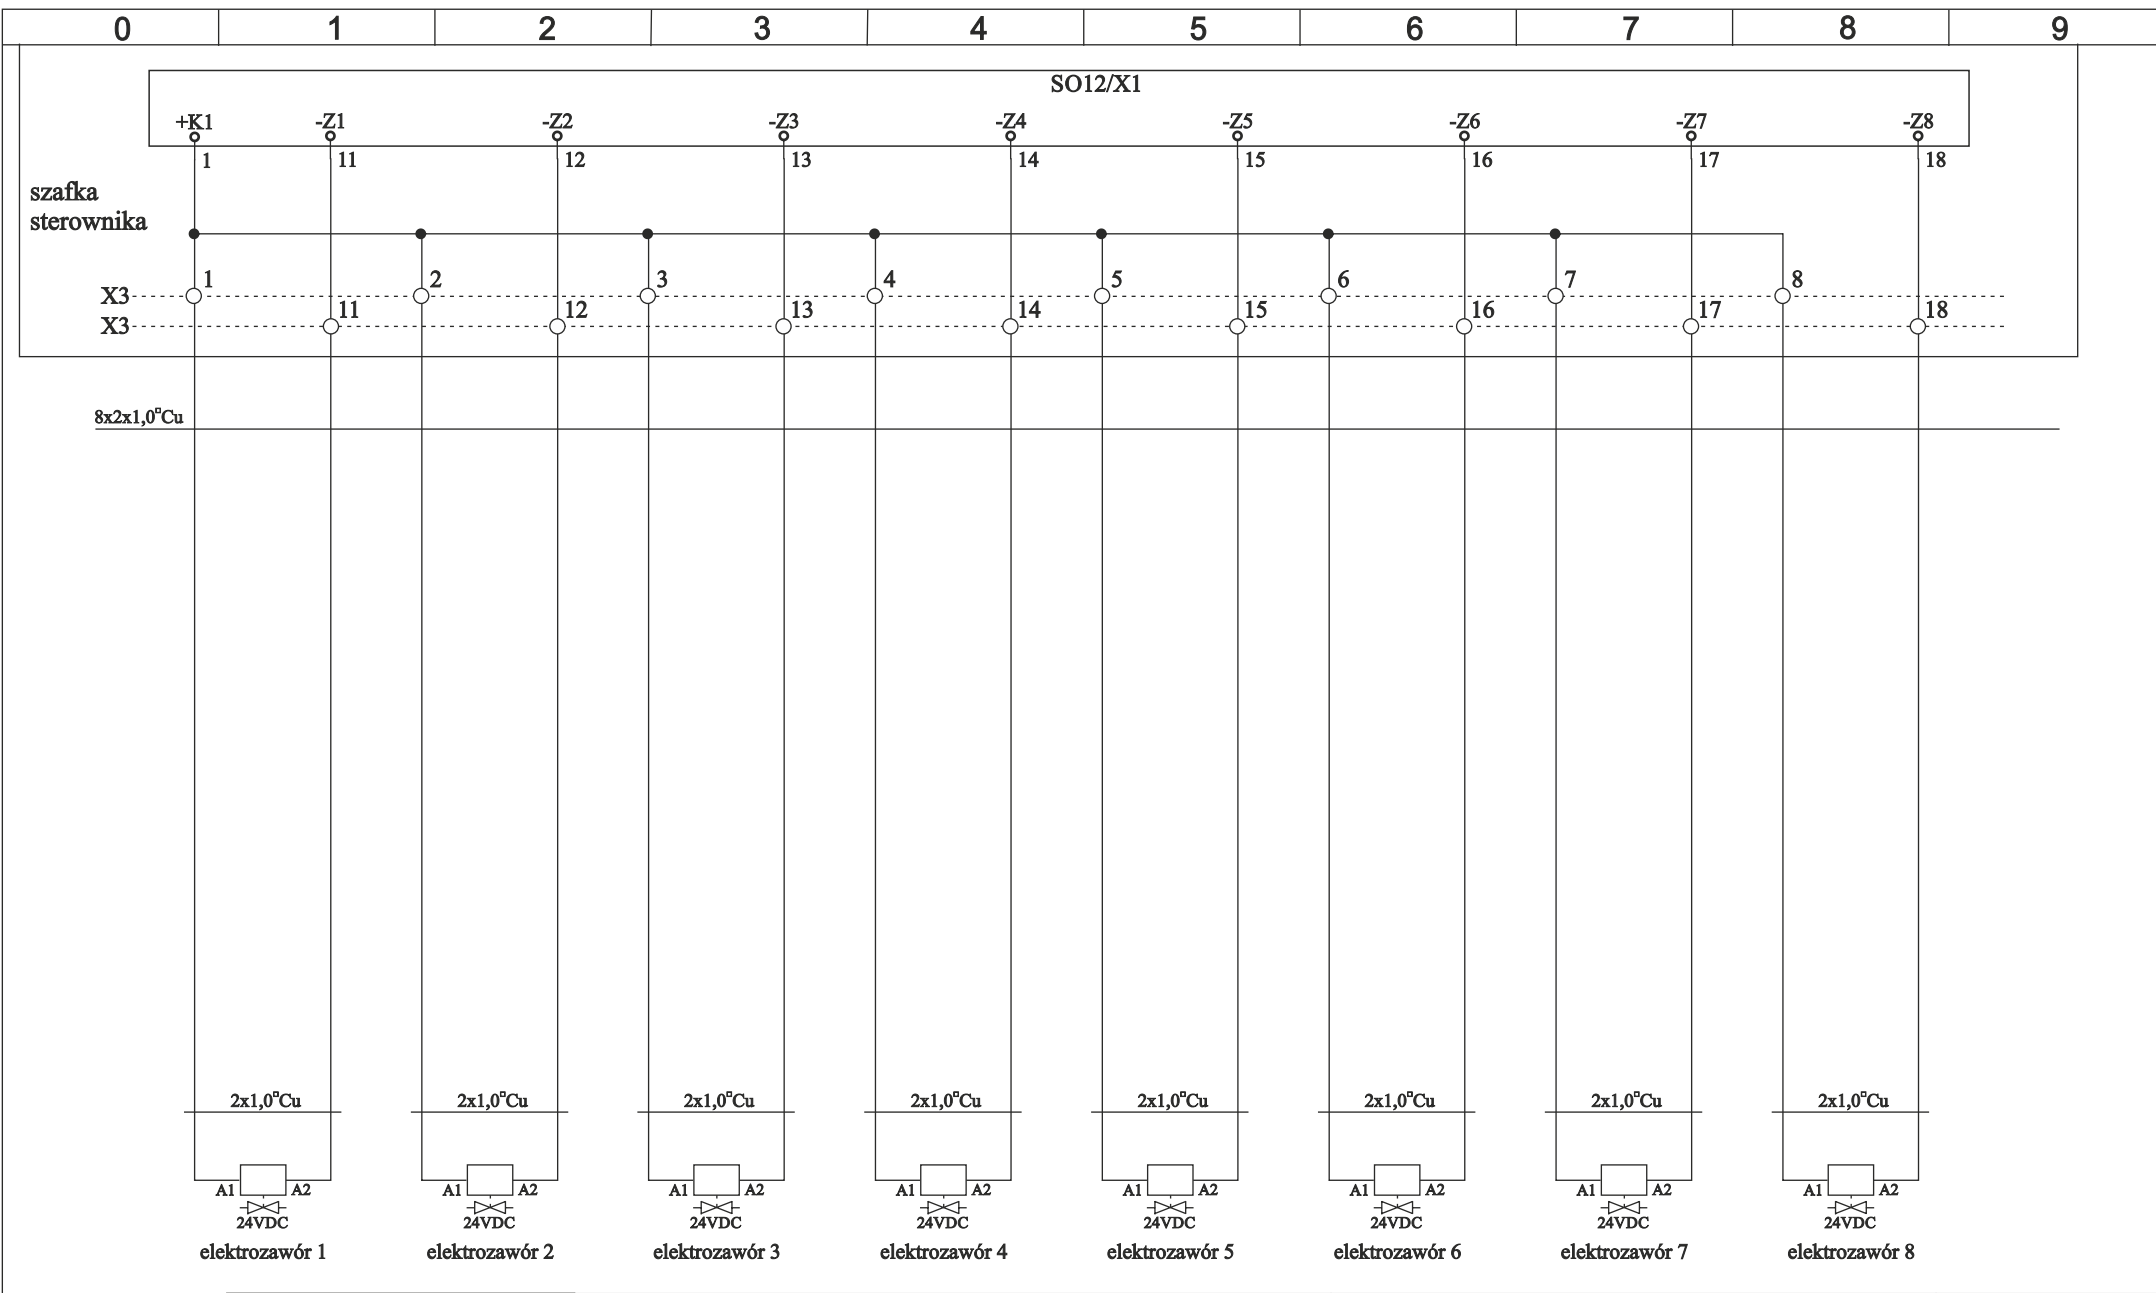 0 1 2 3 4 5 6 7 8 9
SO12/X1
+K1 -Z1 -Z2 -Z3 -Z4 -Z5 -Z6 -Z7 -Z8
1 11 12 13 14 15 16 17 18
szafka
sterownika
1 2 3 4 5 6 7 8
X3
11 12 13 14 15 16 17 18
X3
8x2x1,0□Cu
2x1,0□Cu 2x1,0□Cu 2x1,0□Cu 2x1,0□Cu 2x1,0□Cu 2x1,0□Cu 2x1,0□Cu 2x1,0□Cu
A1 A2 A1 A2 A1 A2 A1 A2 A1 A2 A1 A2 A1 A2 A1 A2
24VDC 24VDC 24VDC 24VDC 24VDC 24VDC 24VDC 24VDC
elektrozawór 1 elektrozawór 2 elektrozawór 3 elektrozawór 4 elektrozawór 5 elektrozawór 6 elektrozawór 7 elektrozawór 8